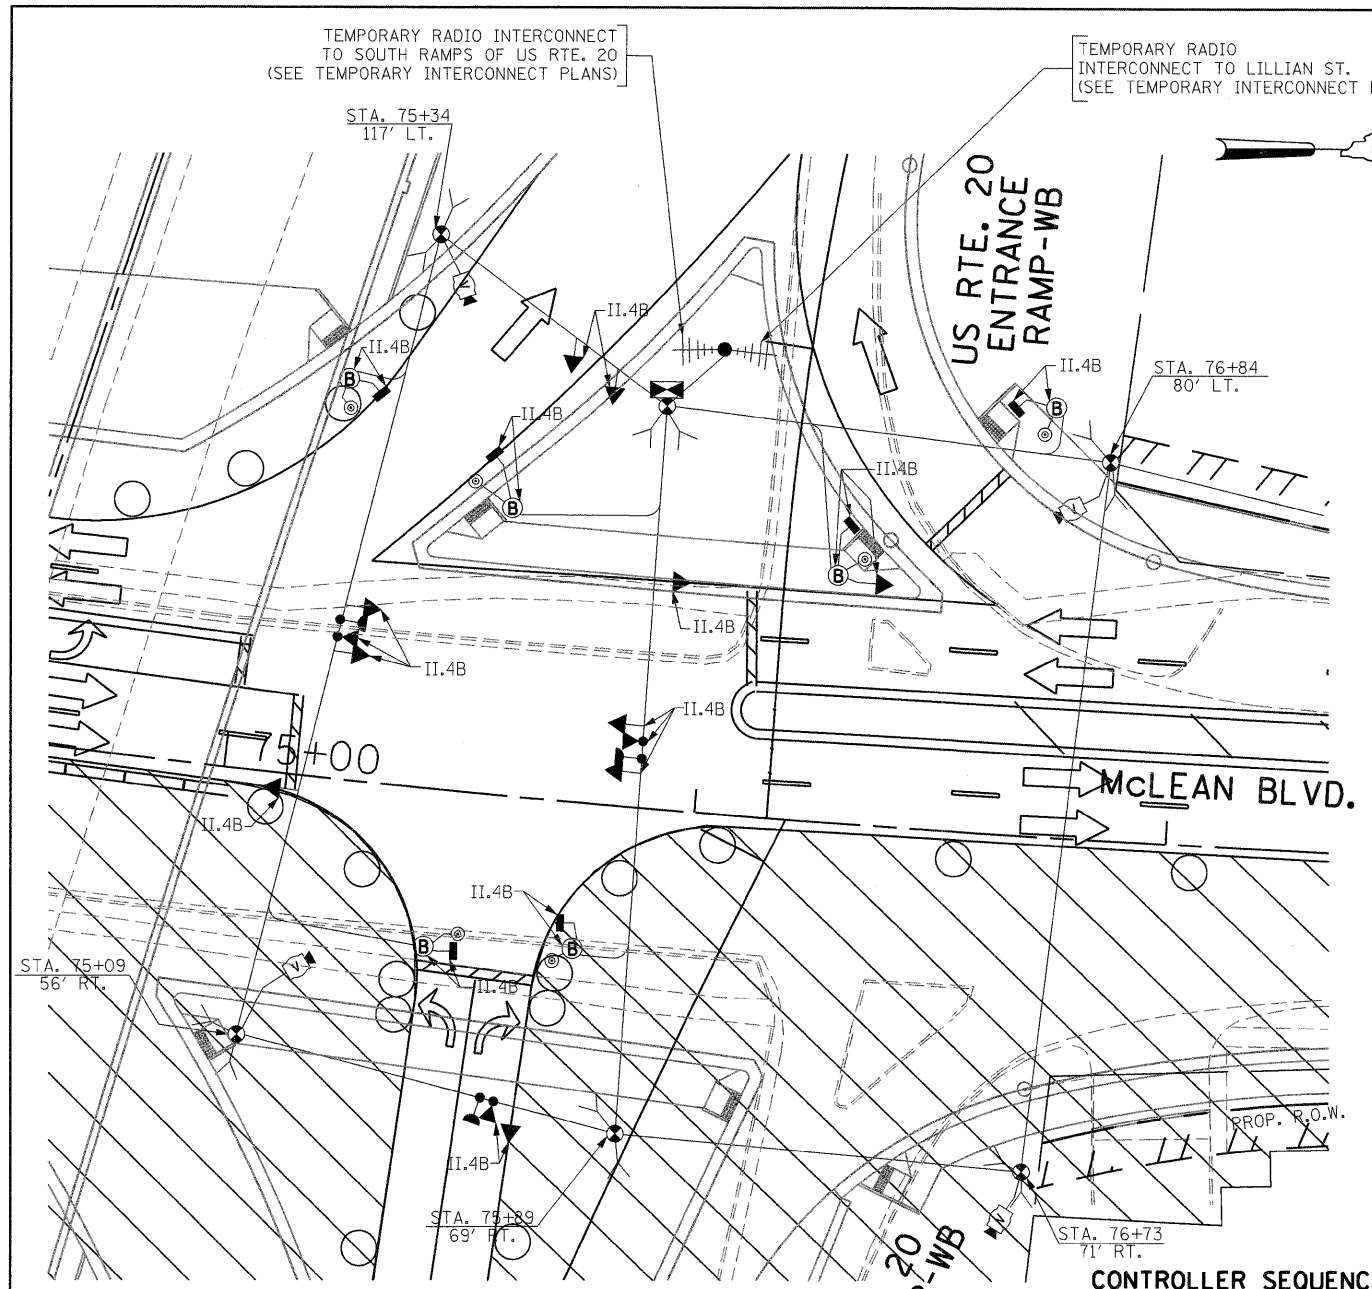 TEMPORARY RADIO INTERCONNECT
TO SOUTH RAMPS OF US RTE. 20
(SEE TEMPORARY INTERCONNECT PLANS)
TEMPORARY RADIO
INTERCONNECT TO LILLIAN ST.
(SEE TEMPORARY INTERCONNECT
STA. 75+34
117' LT.
US RTE. 20
ENTRANCE
RAMP-WB
II.4B
II.4B
B
II.4B
B
STA. 76+84
80' LT.
II.4B
II.4B
B
V
B
II.4B
II.4B
II.4B
75+00
McLEAN BLVD.
II.4B
II.4B
B
B
II.4B
STA. 75+09
56' RT.
V
PROP. R.O.W.
II.4B
STA. 75+89
69' RT.
V
STA. 76+73
71' RT.
20
P-WB
CONTROLLER SEQUENC